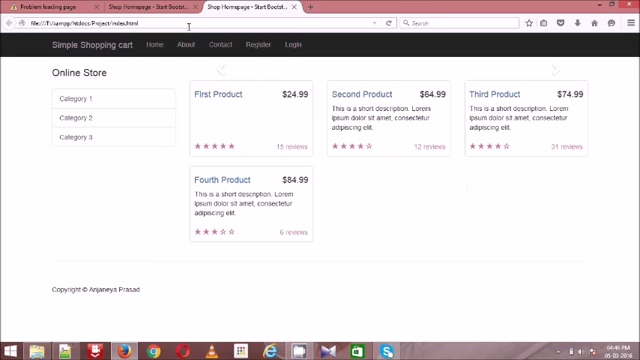 Problem loading page
Shop Homepage - Start Bootst...
Shop Homepage - Start Bootst...
file:///F:/xampp/htdocs/Project/index.html
Search
Simple Shopping cart Home About Contact Register Login
Online Store
Category 1
Category 2
Category 3
First Product $24.99
15 reviews
Second Product $64.99
This is a short description. Lorem
ipsum dolor sit amet, consectetur
adipiscing elit.
12 reviews
Third Product $74.99
This is a short description. Lorem
ipsum dolor sit amet, consectetur
adipiscing elit.
31 reviews
Fourth Product $84.99
This is a short description. Lorem
ipsum dolor sit amet, consectetur
adipiscing elit.
6 reviews
Copyright © Anjaneya Prasad